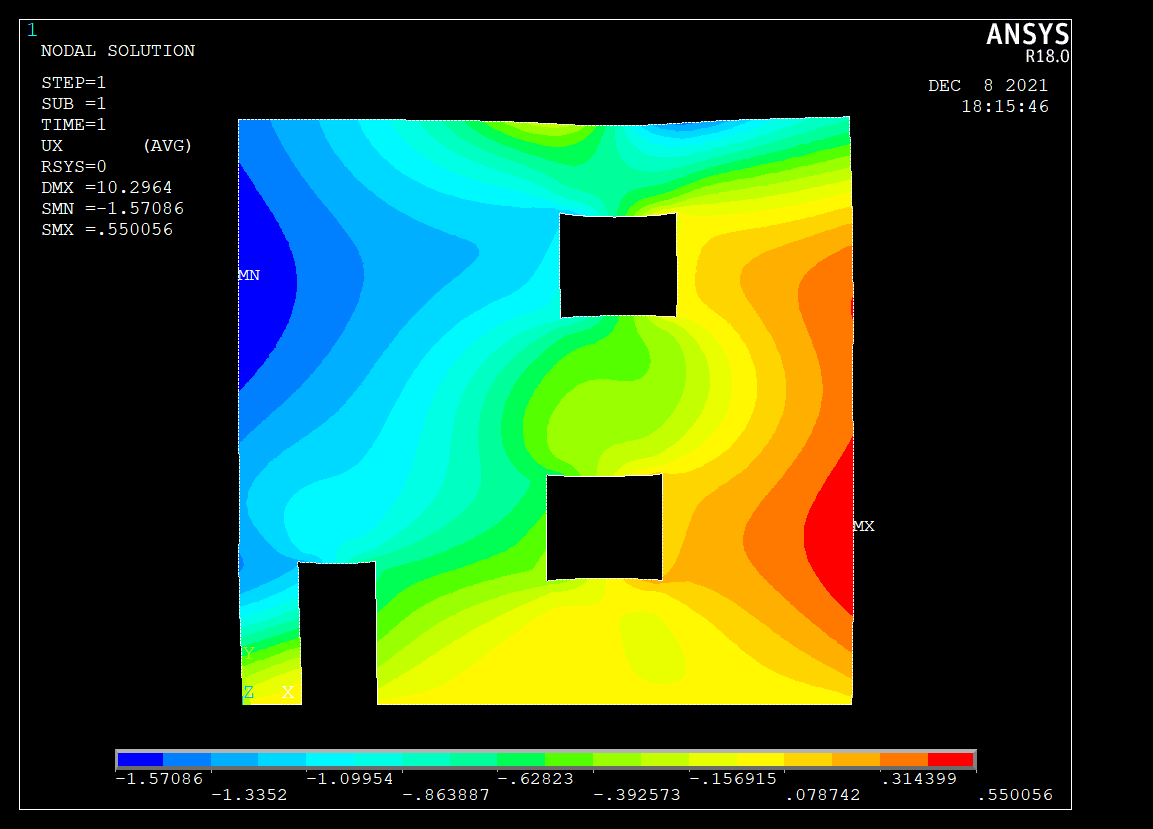 1
NODAL SOLUTION
STEP=1
SUB =1
TIME=1
UX (AVG)
RSYS=0
DMX =10.2964
SMN =-1.57086
SMX =.550056
ANSYS
R18.0
DEC 8 2021
18:15:46
MN
MX
Y
Z X
-1.57086 -1.09954 -.62823 -.156915 .314399
-1.3352 -.863887 -.392573 .078742 .550056